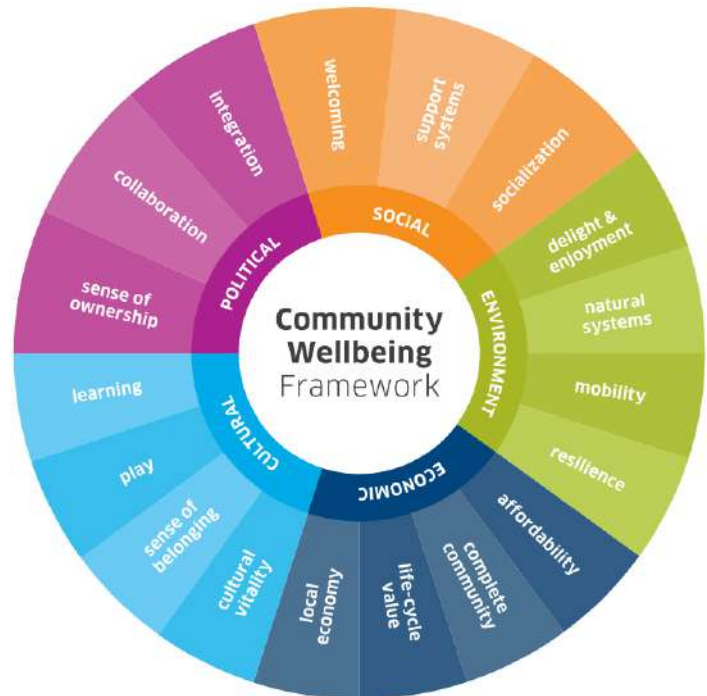 Community
Wellbeing
Framework
SOCIAL
welcoming
support
systems
socialization
ENVIRONMENT
delight &
enjoyment
natural
systems
mobility
resilience
ECONOMIC
affordability
complete
community
life-cycle
value
local
economy
CULTURAL
cultural
vitality
sense of
belonging
play
learning
POLITICAL
sense of
ownership
collaboration
integration